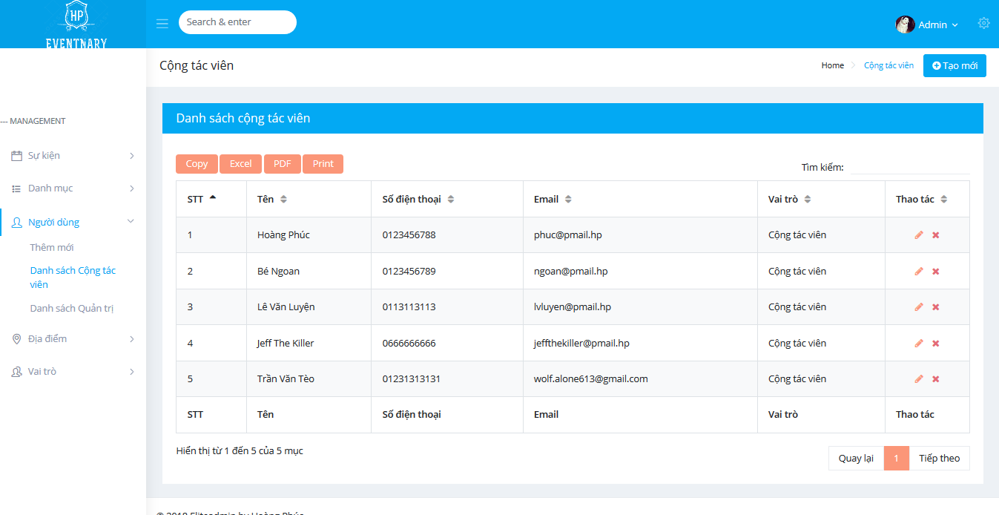 HP
EVENTNARY
Search & enter
Admin
Cộng tác viên
Home
Cộng tác viên
Tạo mới
--- MANAGEMENT
Sự kiện
Danh mục
Người dùng
Thêm mới
Danh sách Cộng tác
viên
Danh sách Quản trị
Địa điểm
Vai trò
Danh sách cộng tác viên
Copy Excel PDF Print
Tìm kiếm:
STT Tên Số điện thoại Email Vai trò Thao tác
1 Hoàng Phúc 0123456788 phuc@pmail.hp Cộng tác viên
2 Bé Ngoan 0123456789 ngoan@pmail.hp Cộng tác viên
3 Lê Văn Luyện 0113113113 lvluyen@pmail.hp Cộng tác viên
4 Jeff The Killer 0666666666 jeffthekiller@pmail.hp Cộng tác viên
5 Trần Văn Tèo 01231313131 wolf.alone613@gmail.com Cộng tác viên
STT Tên Số điện thoại Email Vai trò Thao tác
Hiển thị từ 1 đến 5 của 5 mục
Quay lại 1 Tiếp theo
© 2018 Eliteadmin by Hoàng Phúc